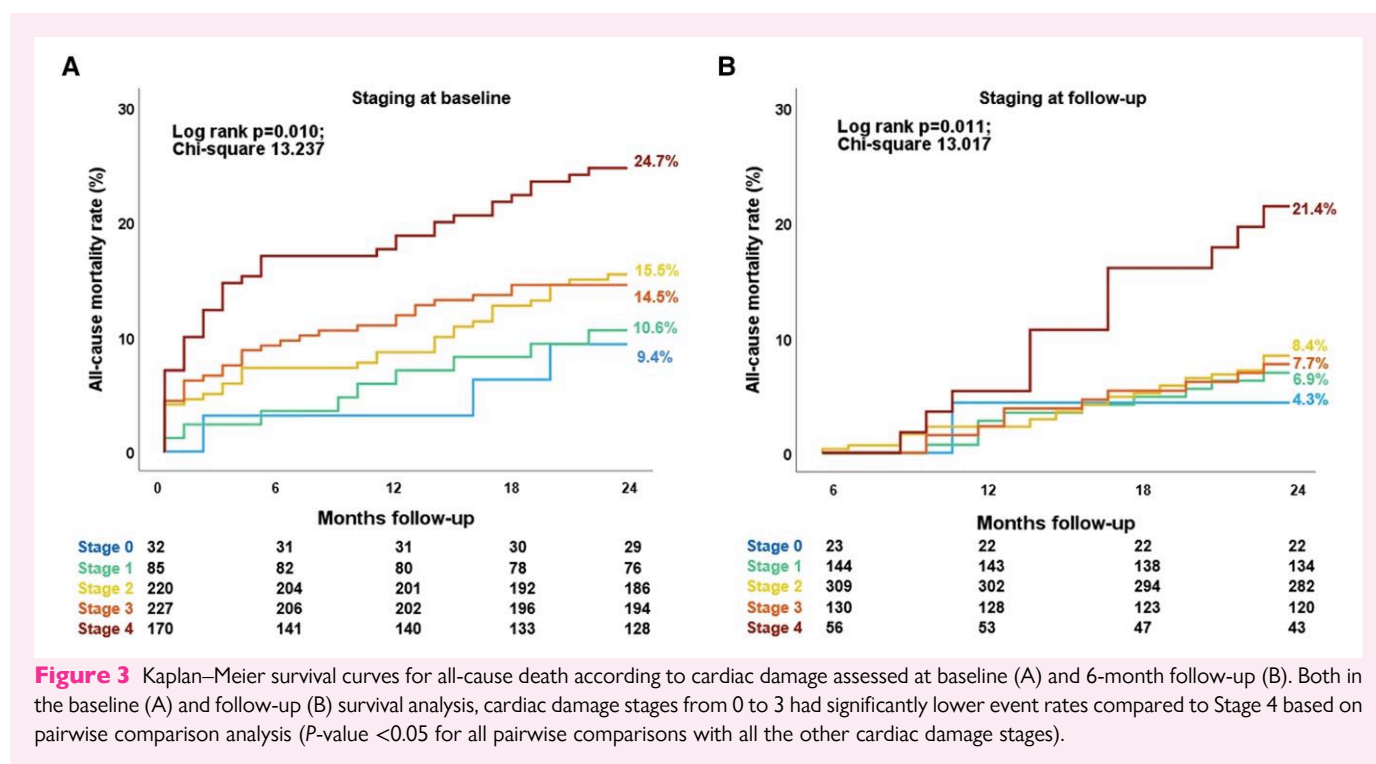 A
Staging at baseline
Log rank p=0.010;
Chi-square 13.237
All-cause mortality rate (%)
30
20
10
0
24.7%
15.5%
14.5%
10.6%
9.4%
0 6 12 18 24
Months follow-up
Stage 0 32 31 31 30 29
Stage 1 85 82 80 78 76
Stage 2 220 204 201 192 186
Stage 3 227 206 202 196 194
Stage 4 170 141 140 133 128
B
Staging at follow-up
Log rank p=0.011;
Chi-square 13.017
All-cause mortality rate (%)
30
20
10
0
21.4%
8.4%
7.7%
6.9%
4.3%
6 12 18 24
Months follow-up
Stage 0 23 22 22 22
Stage 1 144 143 138 134
Stage 2 309 302 294 282
Stage 3 130 128 123 120
Stage 4 56 53 47 43
Figure 3 Kaplan–Meier survival curves for all-cause death according to cardiac damage assessed at baseline (A) and 6-month follow-up (B). Both in
the baseline (A) and follow-up (B) survival analysis, cardiac damage stages from 0 to 3 had significantly lower event rates compared to Stage 4 based on
pairwise comparison analysis (P-value <0.05 for all pairwise comparisons with all the other cardiac damage stages).